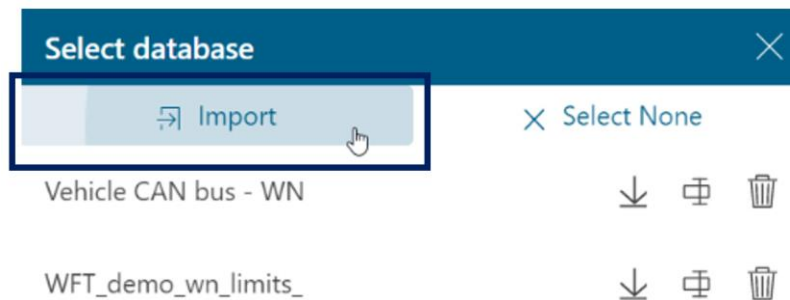 Select database
Import
Select None
Vehicle CAN bus - WN
WFT_demo_wn_limits_